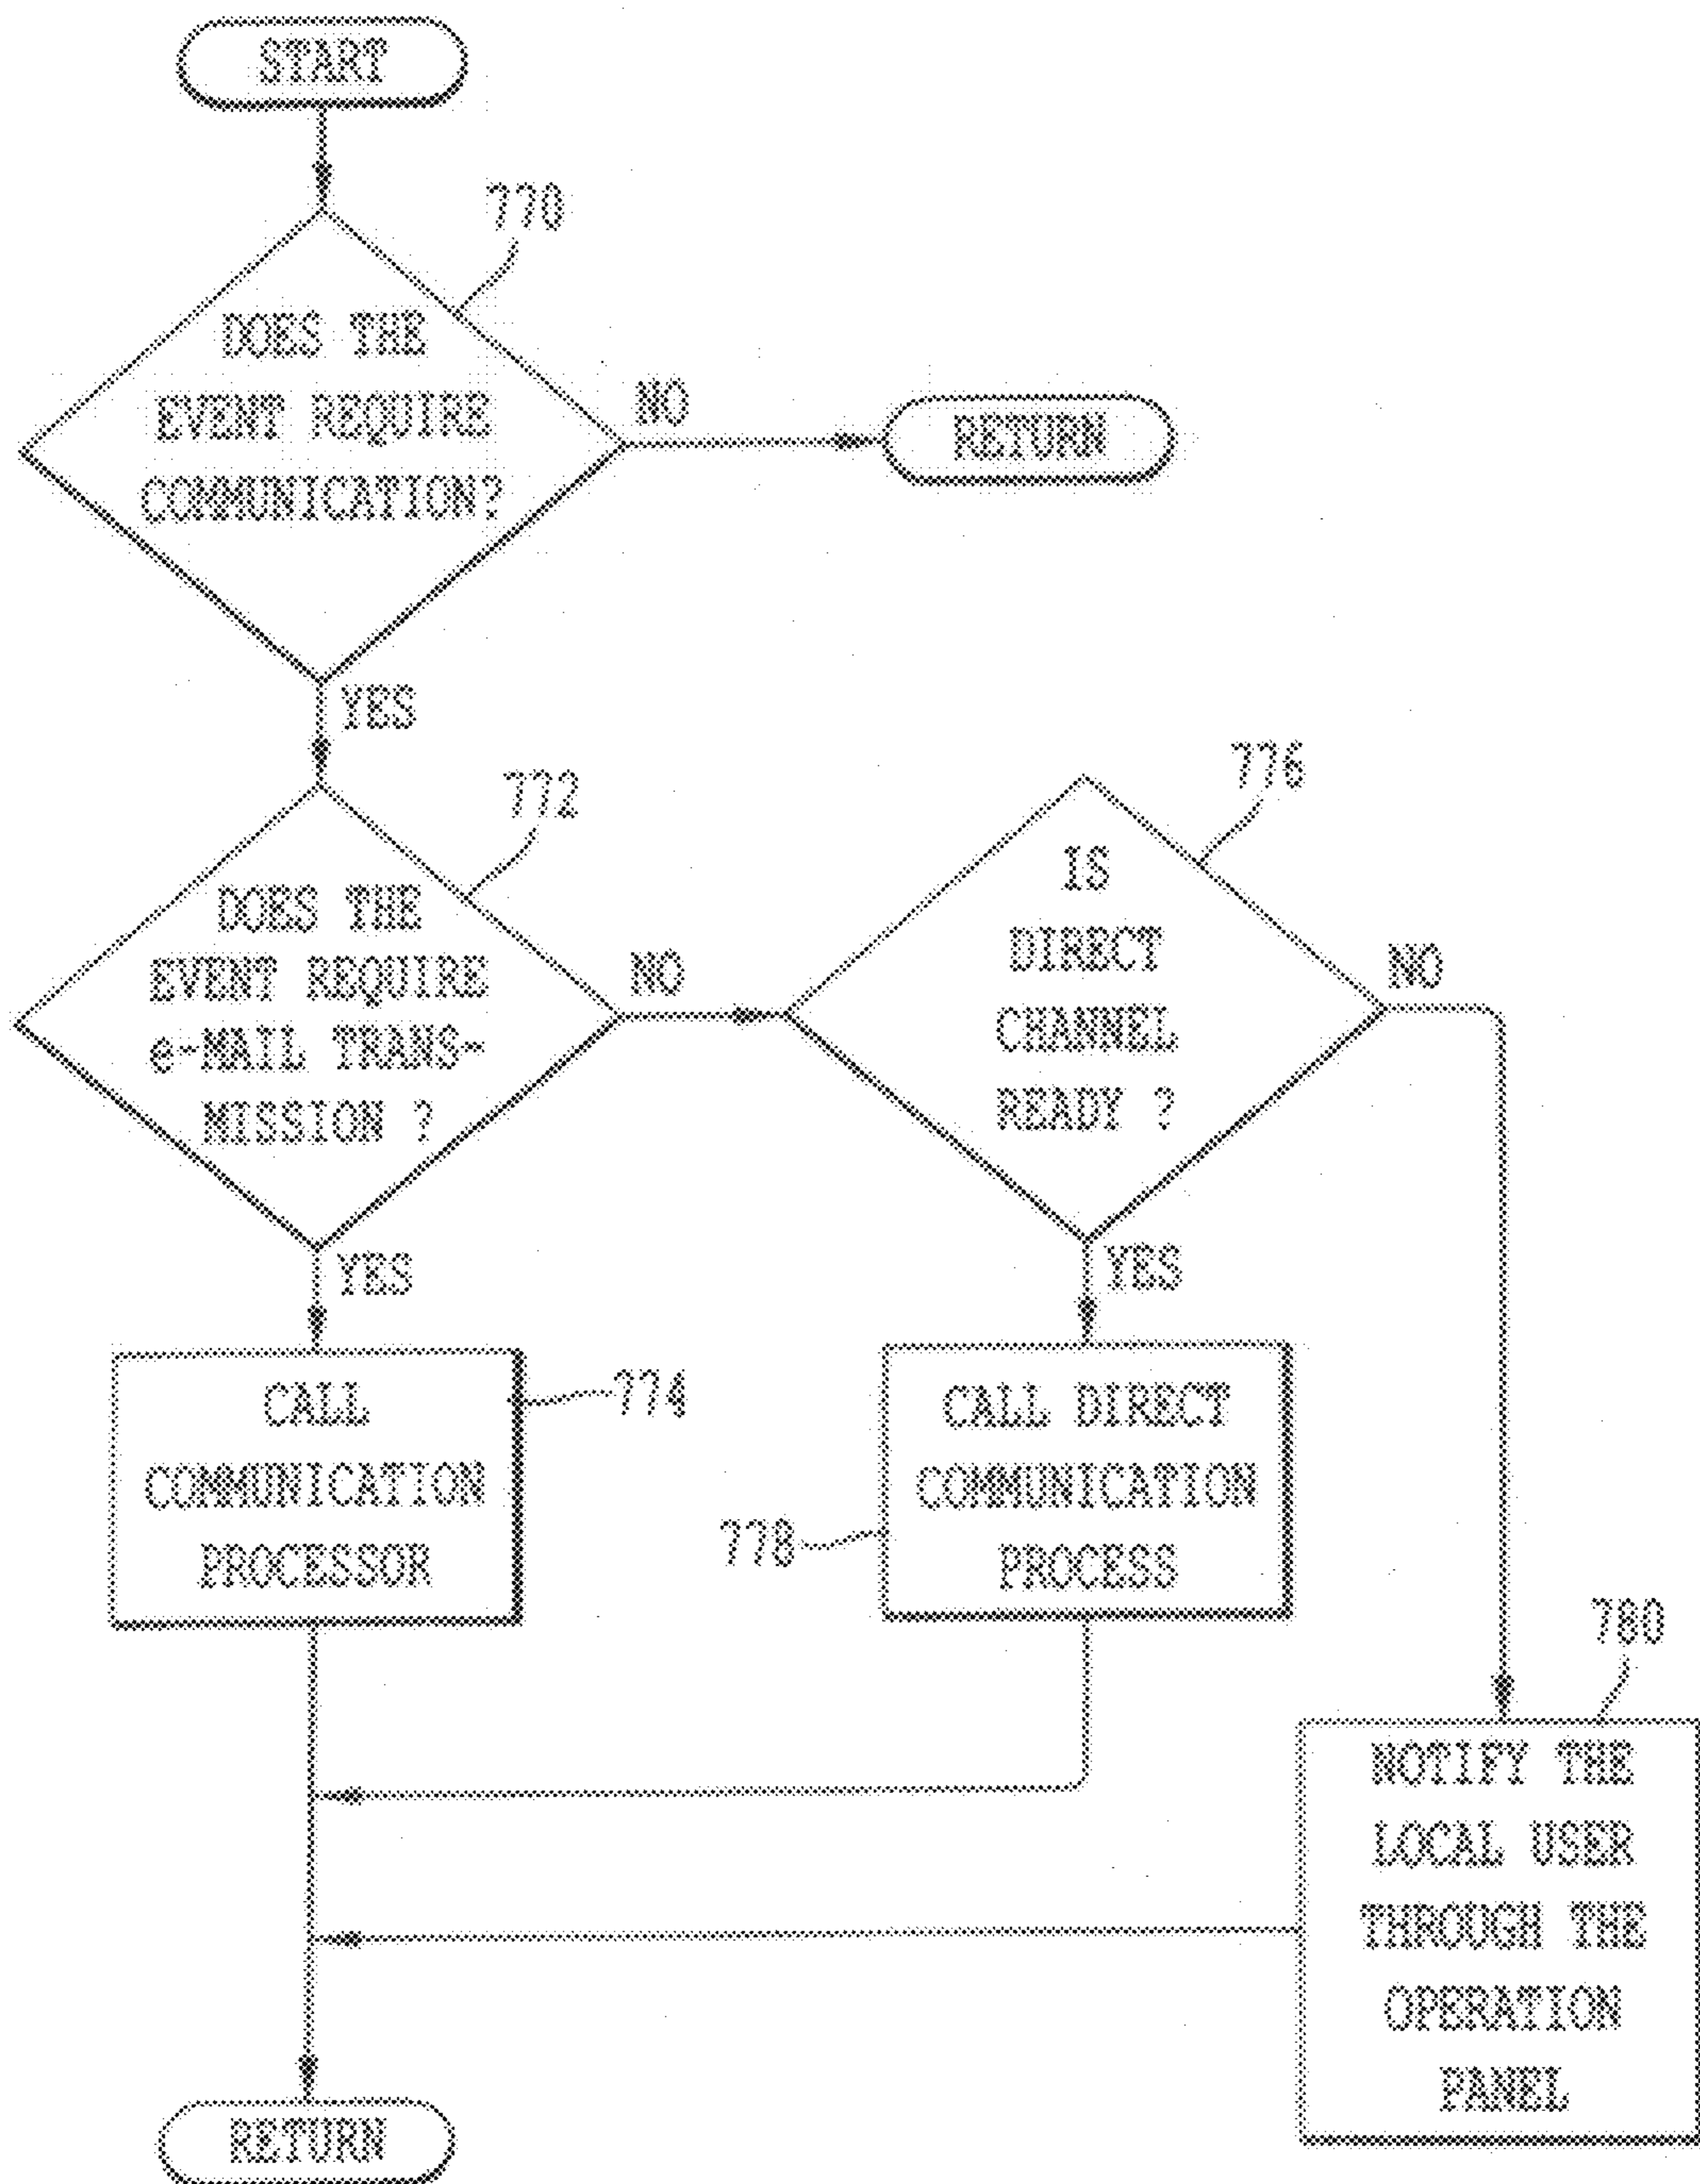 START
770
DOES THE
EVENT REQUIRE
COMMUNICATION?
NO
RETURN
YES
772
DOES THE
EVENT REQUIRE
e-MAIL TRANS-
MISSION ?
NO
776
IS
DIRECT
CHANNEL
READY ?
NO
YES
YES
CALL
COMMUNICATION
PROCESSOR
774
CALL DIRECT
COMMUNICATION
PROCESS
778
780
NOTIFY THE
LOCAL USER
THROUGH THE
OPERATION
PANEL
RETURN